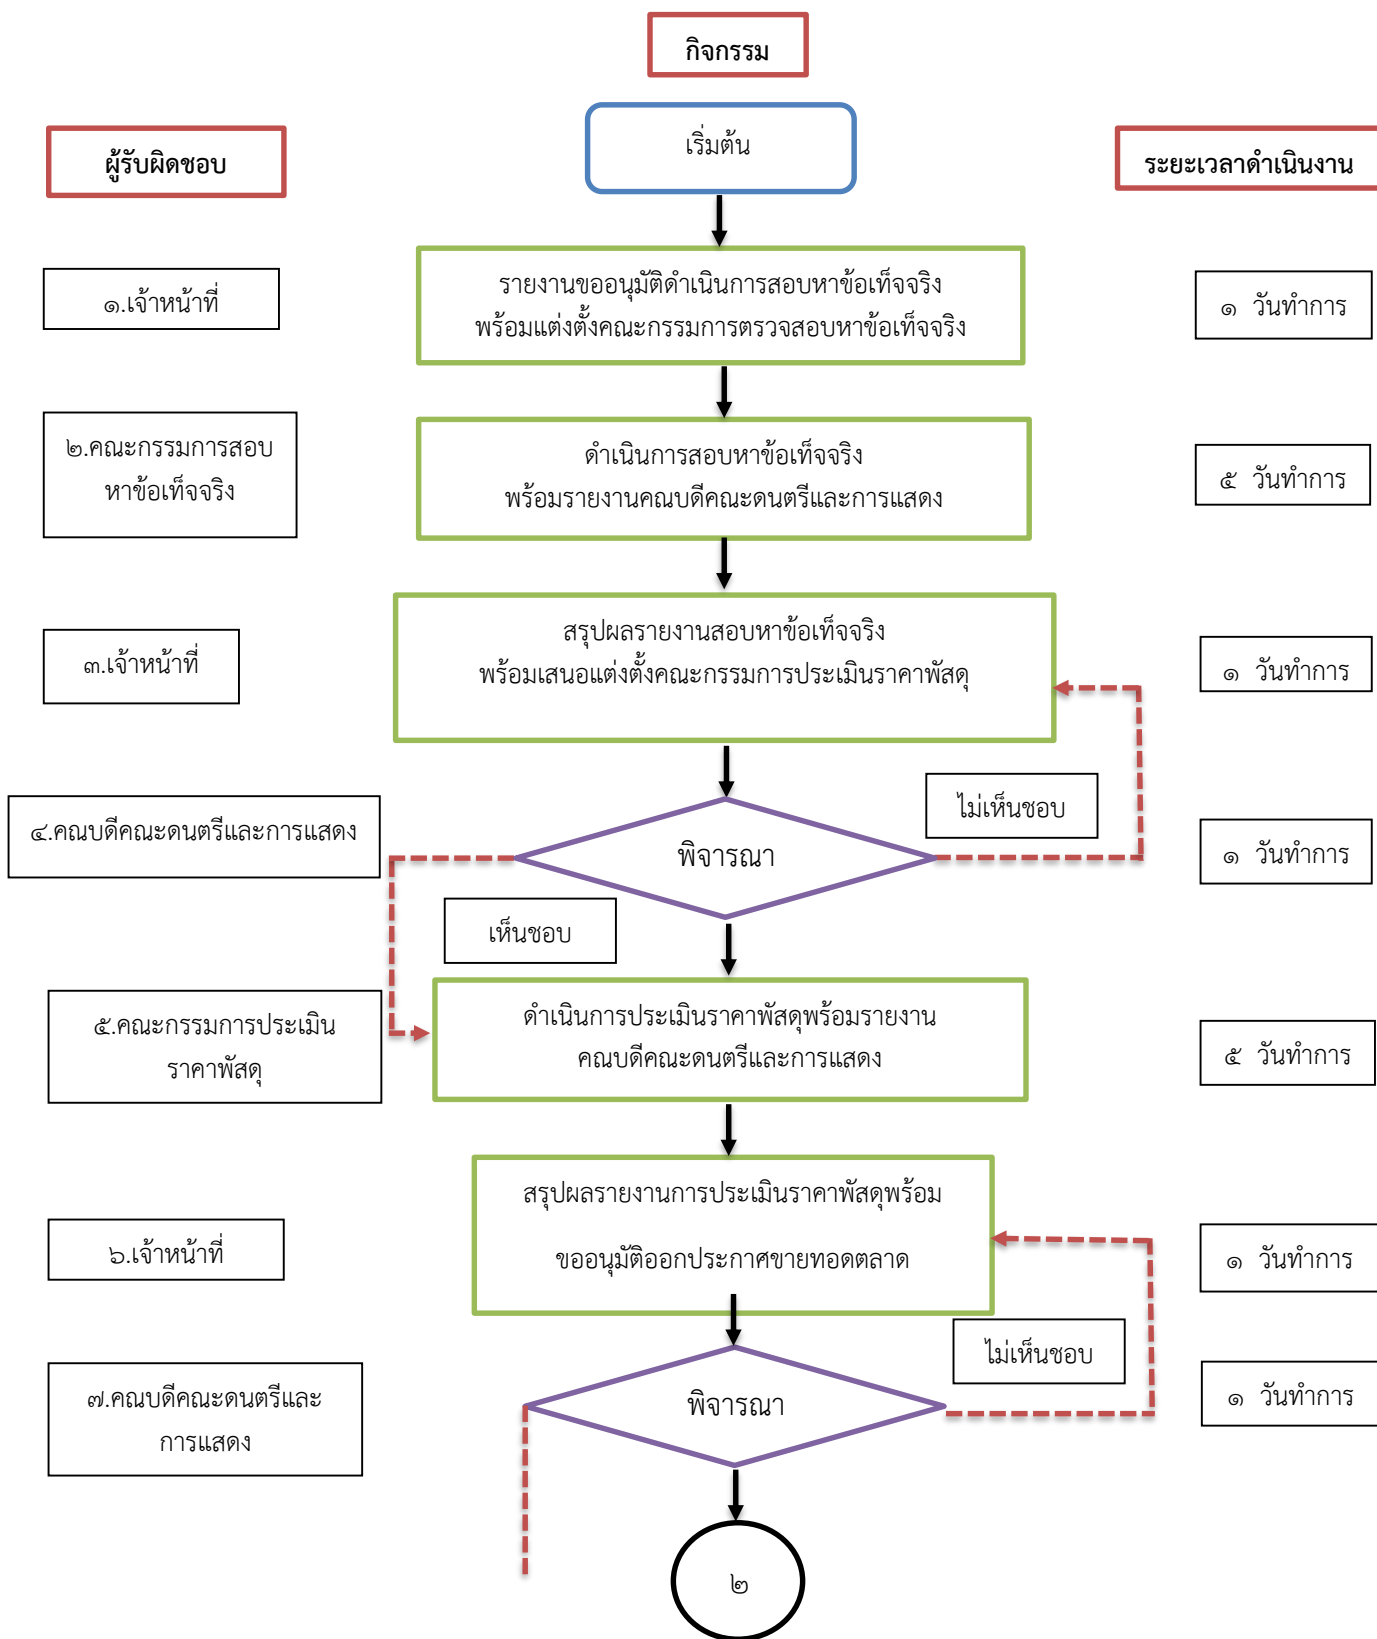 กิจกรรม
ผู้รับผิดชอบ
เริ่มต้น
ระยะเวลาดำเนินงาน
๑.เจ้าหน้าที่
รายงานขออนุมัติดำเนินการสอบหาข้อเท็จจริง
พร้อมแต่งตั้งคณะกรรมการตรวจสอบหาข้อเท็จจริง
๑ วันทำการ
๒.คณะกรรมการสอบ
หาข้อเท็จจริง
ดำเนินการสอบหาข้อเท็จจริง
พร้อมรายงานคณบดีคณะดนตรีและการแสดง
๕ วันทำการ
๓.เจ้าหน้าที่
สรุปผลรายงานสอบหาข้อเท็จจริง
พร้อมเสนอแต่งตั้งคณะกรรมการประเมินราคาพัสดุ
๑ วันทำการ
๔.คณบดีคณะดนตรีและการแสดง
พิจารณา
ไม่เห็นชอบ
๑ วันทำการ
เห็นชอบ
๕.คณะกรรมการประเมิน
ราคาพัสดุ
ดำเนินการประเมินราคาพัสดุพร้อมรายงาน
คณบดีคณะดนตรีและการแสดง
๕ วันทำการ
๖.เจ้าหน้าที่
สรุปผลรายงานการประเมินราคาพัสดุพร้อม
ขออนุมัติออกประกาศขายทอดตลาด
๑ วันทำการ
ไม่เห็นชอบ
๗.คณบดีคณะดนตรีและ
การแสดง
พิจารณา
๑ วันทำการ
๒